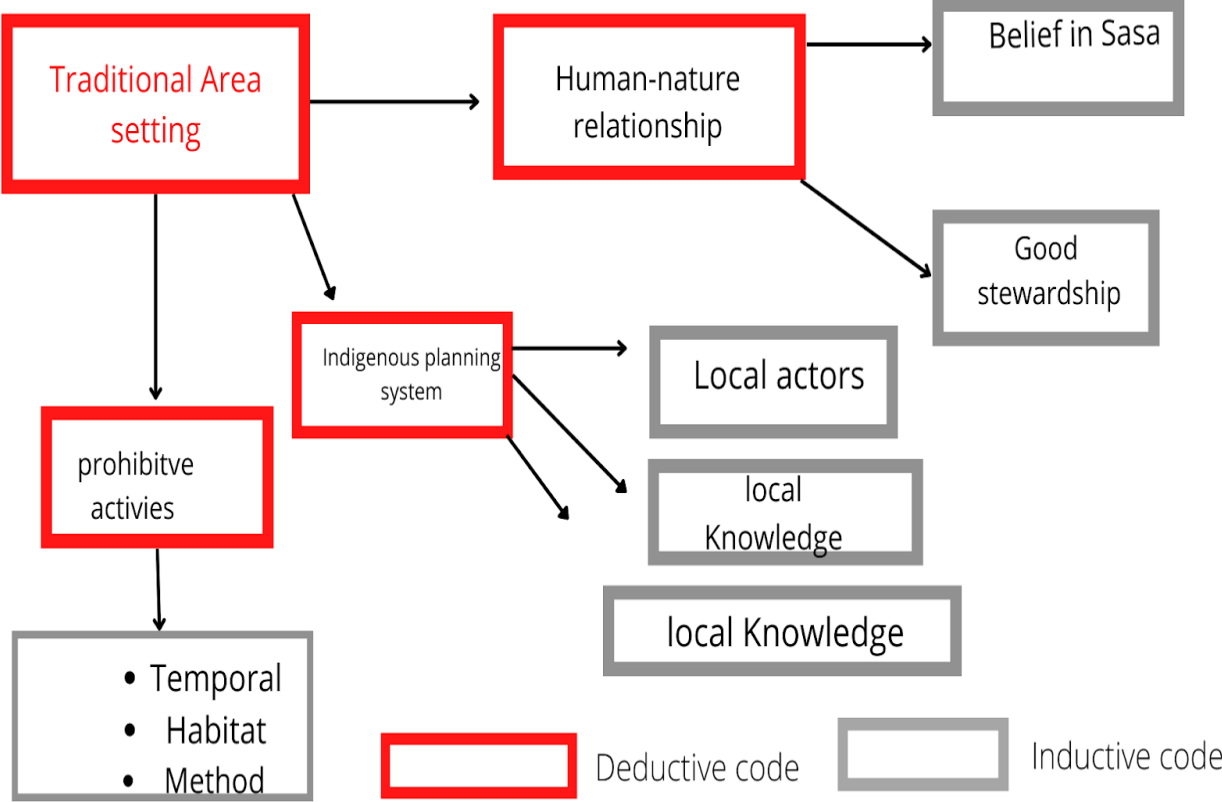 Traditional Area
setting
Human-nature
relationship
Belief in Sasa
Good
stewardship
Indigenous planning
system
Local actors
prohibitve
activies
local
Knowledge
local Knowledge
• Temporal
• Habitat
• Method
Deductive code
Inductive code